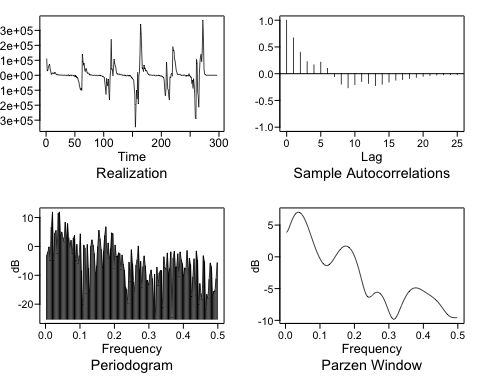 3e+05
2e+05
1e+05
0e+00
1e+05
2e+05
3e+05
0 50 100 200 300
Time
Realization
1.0
0.5
0.0
-0.5
-1.0
0 5 10 15 20 25
Lag
Sample Autocorrelations
10
0
-10
-20
dB
0.0 0.1 0.2 0.3 0.4 0.5
Frequency
Periodogram
5
0
5
-10
dB
0.0 0.1 0.2 0.3 0.4 0.5
Frequency
Parzen Window